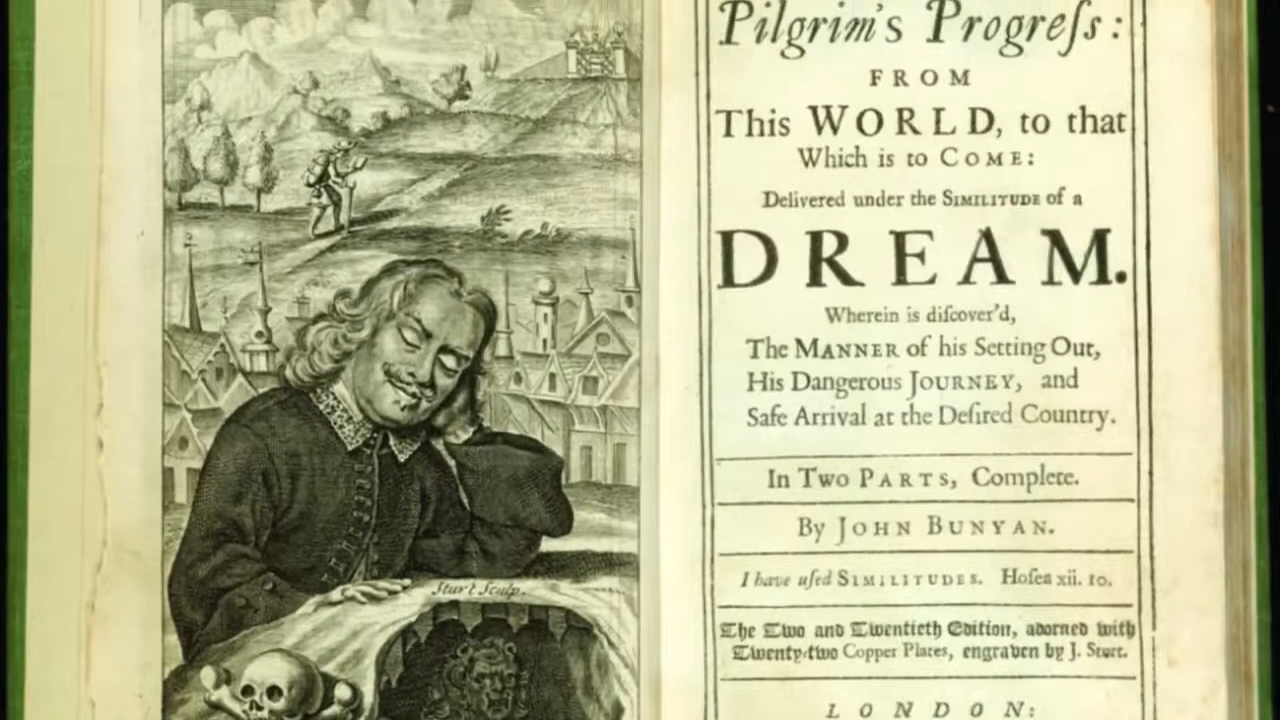 Sturt Sculp.
Pilgrim's Progreſs:
FROM
This WORLD, to that
Which is to COME:
Delivered under the SIMILITUDE of a
DREAM.
Wherein is diſcover'd,
The MANNER of his Setting Out,
His Dangerous JOURNEY, and
Safe Arrival at the Deſired Country.
In Two PARTS, Complete.
By JOHN BUNYAN.
I have uſed SIMILITUDES. Hoſea xii. 10.
The Two and Twentieth Edition, adorned with
Twenty-two Copper Plates, engraven by J. Sturt.
LONDON: